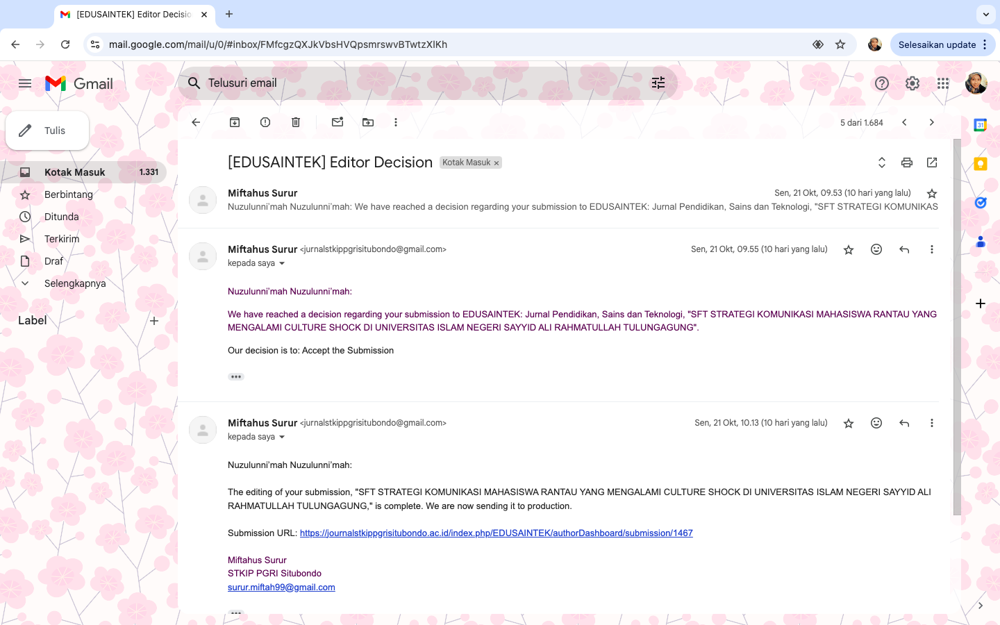 [EDUSAINTEK] Editor Decisio
mail.google.com/mail/u/0/#inbox/FMfcgzQXJkVbsHVQpsmrswvBTwtzXlKh
Selesaikan update
Gmail
Telusuri email
Tulis
5 dari 1.684
Kotak Masuk 1.331
Berbintang
Ditunda
Terkirim
Draf
Selengkapnya
Label
[EDUSAINTEK] Editor Decision Kotak Masuk ×
Miftahus Surur Sen, 21 Okt, 09.53 (10 hari yang lalu)
Nuzulunni’mah Nuzulunni’mah: We have reached a decision regarding your submission to EDUSAINTEK: Jurnal Pendidikan, Sains dan Teknologi, "SFT STRATEGI KOMUNIKAS
Miftahus Surur <jurnalstkippgrisitubondo@gmail.com> Sen, 21 Okt, 09.55 (10 hari yang lalu)
kepada saya
Nuzulunni’mah Nuzulunni’mah:
We have reached a decision regarding your submission to EDUSAINTEK: Jurnal Pendidikan, Sains dan Teknologi, "SFT STRATEGI KOMUNIKASI MAHASISWA RANTAU YANG
MENGALAMI CULTURE SHOCK DI UNIVERSITAS ISLAM NEGERI SAYYID ALI RAHMATULLAH TULUNGAGUNG".
Our decision is to: Accept the Submission
Miftahus Surur <jurnalstkippgrisitubondo@gmail.com> Sen, 21 Okt, 10.13 (10 hari yang lalu)
kepada saya
Nuzulunni’mah Nuzulunni’mah:
The editing of your submission, "SFT STRATEGI KOMUNIKASI MAHASISWA RANTAU YANG MENGALAMI CULTURE SHOCK DI UNIVERSITAS ISLAM NEGERI SAYYID ALI
RAHMATULLAH TULUNGAGUNG," is complete. We are now sending it to production.
Submission URL: https://journalstkippgrisitubondo.ac.id/index.php/EDUSAINTEK/authorDashboard/submission/1467
Miftahus Surur
STKIP PGRI Situbondo
surur.miftah99@gmail.com
31